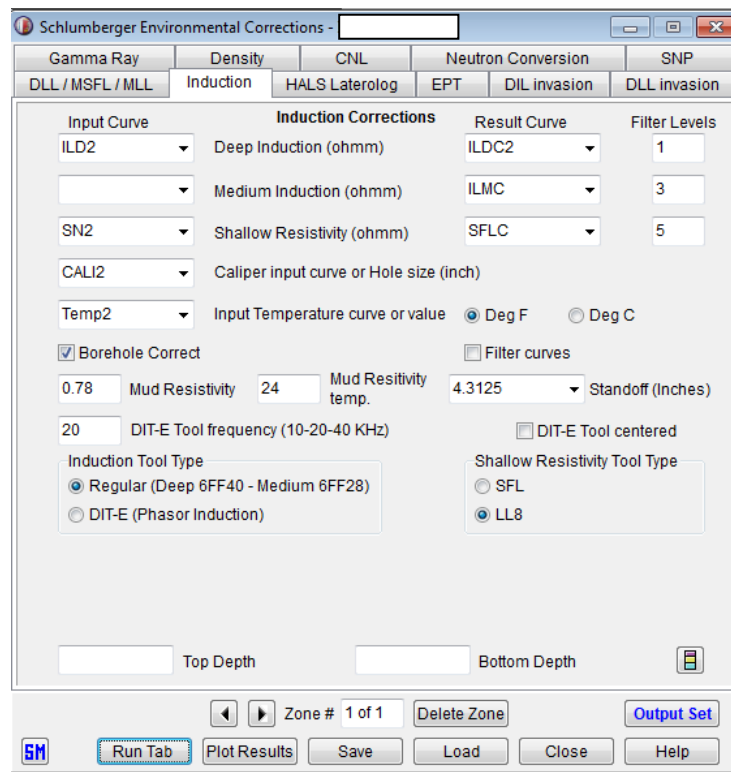 Schlumberger Environmental Corrections -
Gamma Ray Density CNL Neutron Conversion SNP
DLL / MSFL / MLL Induction HALS Laterolog EPT DIL invasion DLL invasion
Input Curve Induction Corrections Result Curve Filter Levels
ILD2 Deep Induction (ohmm) ILDC2 1
Medium Induction (ohmm) ILMC 3
SN2 Shallow Resistivity (ohmm) SFLC 5
CALI2 Caliper input curve or Hole size (inch)
Temp2 Input Temperature curve or value Deg F Deg C
Borehole Correct Filter curves
0.78 Mud Resistivity 24 Mud Resitivity temp. 4.3125 Standoff (Inches)
20 DIT-E Tool frequency (10-20-40 KHz) DIT-E Tool centered
Induction Tool Type Shallow Resistivity Tool Type
Regular (Deep 6FF40 - Medium 6FF28) SFL
DIT-E (Phasor Induction) LL8
Top Depth Bottom Depth
Zone # 1 of 1 Delete Zone Output Set
SM Run Tab Plot Results Save Load Close Help